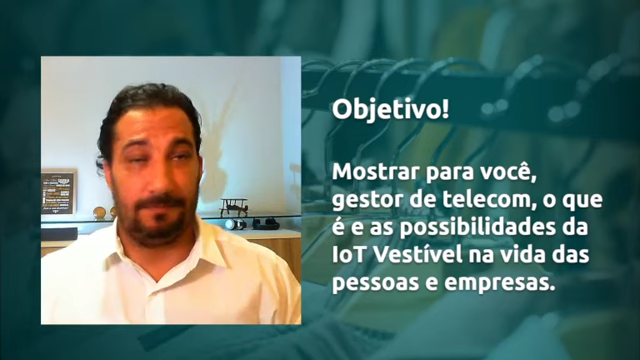 Objetivo!
Mostrar para você,
gestor de telecom, o que
é e as possibilidades da
IoT Vestível na vida das
pessoas e empresas.